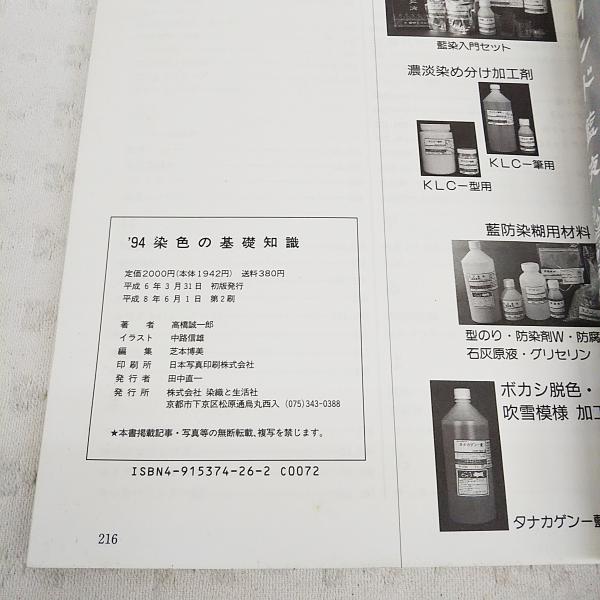 '94 染色の基礎知識
定価2000円(本体1942円) 送料380円
平成6年3月31日 初版発行
平成8年6月1日 第2刷
著者 高橋誠一郎
イラスト 中路信雄
編集 芝本博美
印刷所 日本写真印刷株式会社
発行者 田中直一
発行所 株式会社 染織と生活社
京都市下京区松原通烏丸西入 (075)343-0388
★本書掲載記事・写真等の無断転載、複写を禁じます。
ISBN4-915374-26-2 C0072
216
藍染入門セット
濃淡染め分け加工剤
KLC-筆用
KLC-型用
藍防染糊用材料
型のり・防染剤W・防腐
石灰原液・グリセリン
ボカシ脱色・
吹雪模様 加工
タナカゲン-藍